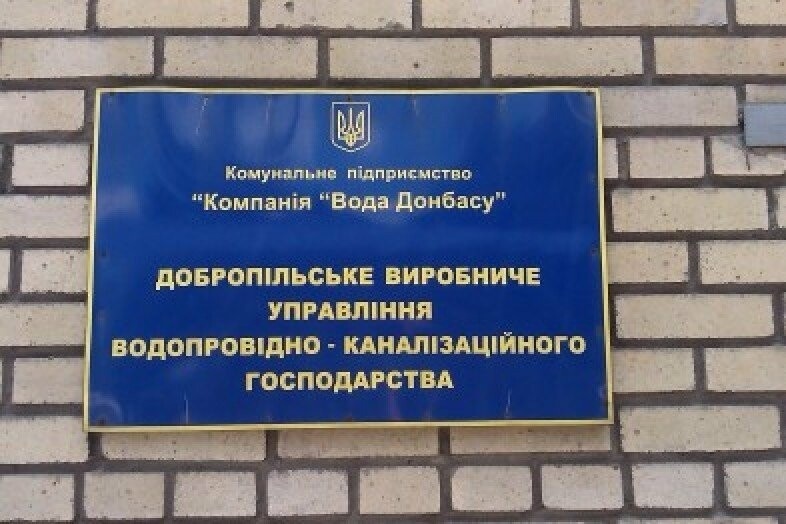 Комунальне підприємство
“Компанія “Вода Донбасу”
ДОБРОПІЛЬСЬКЕ ВИРОБНИЧЕ
УПРАВЛІННЯ
ВОДОПРОВІДНО - КАНАЛІЗАЦІЙНОГО
ГОСПОДАРСТВА